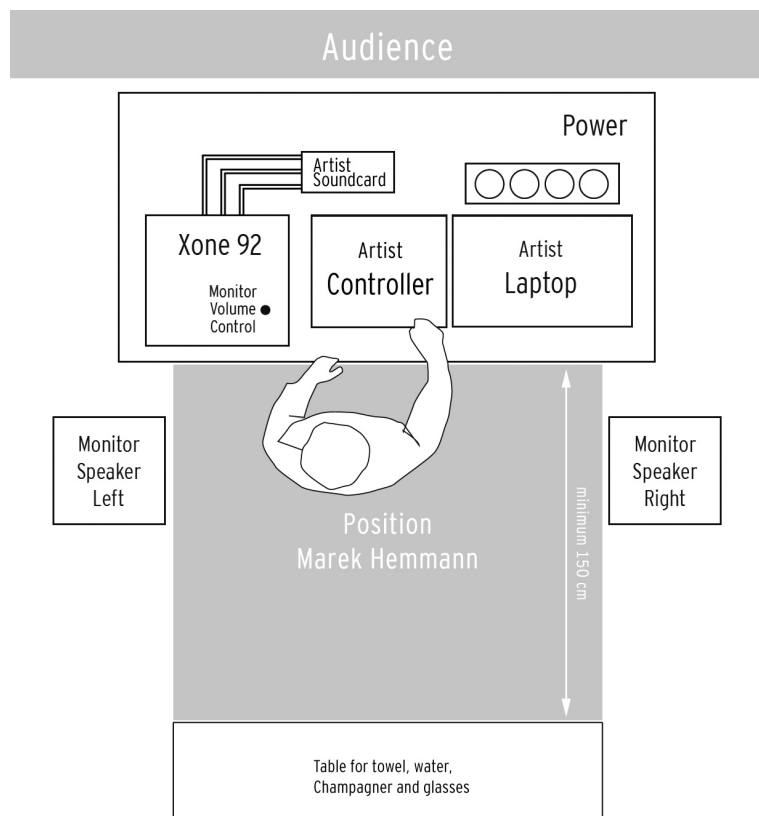 Audience
Power
Artist
Soundcard
Xone 92
Monitor
Volume
Control
Artist
Controller
Artist
Laptop
Monitor
Speaker
Left
Monitor
Speaker
Right
minimum 150 cm
Position
Marek Hemmann
Table for towel, water,
Champagner and glasses